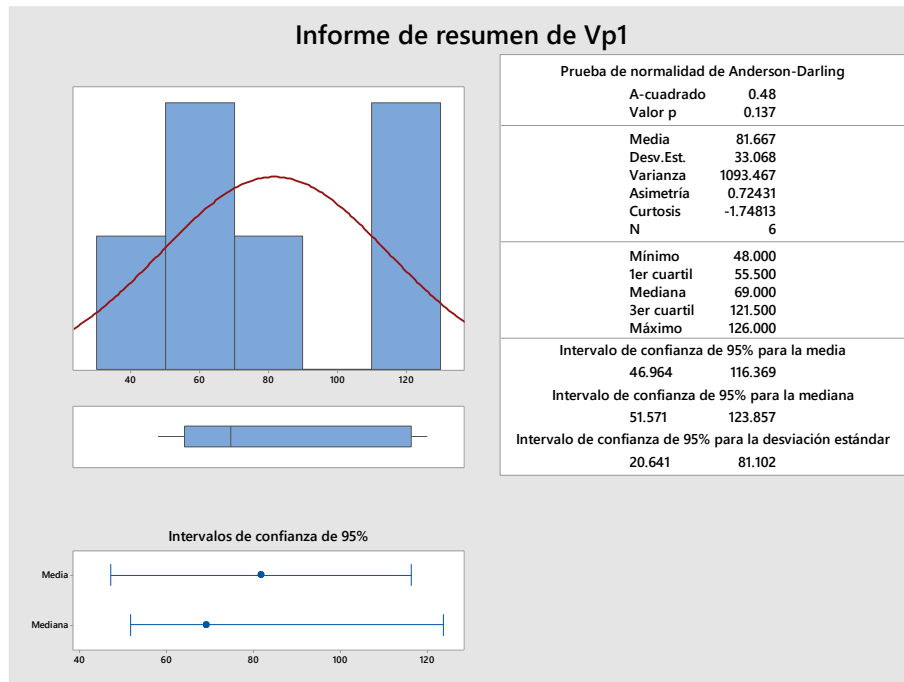 Informe de resumen de Vp1
40 60 80 100 120
Intervalos de confianza de 95%
Media
Mediana
40 60 80 100 120
Prueba de normalidad de Anderson-Darling
A-cuadrado 0.48
Valor p 0.137
Media 81.667
Desv.Est. 33.068
Varianza 1093.467
Asimetría 0.72431
Curtosis -1.74813
N 6
Mínimo 48.000
1er cuartil 55.500
Mediana 69.000
3er cuartil 121.500
Máximo 126.000
Intervalo de confianza de 95% para la media
46.964 116.369
Intervalo de confianza de 95% para la mediana
51.571 123.857
Intervalo de confianza de 95% para la desviación estándar
20.641 81.102